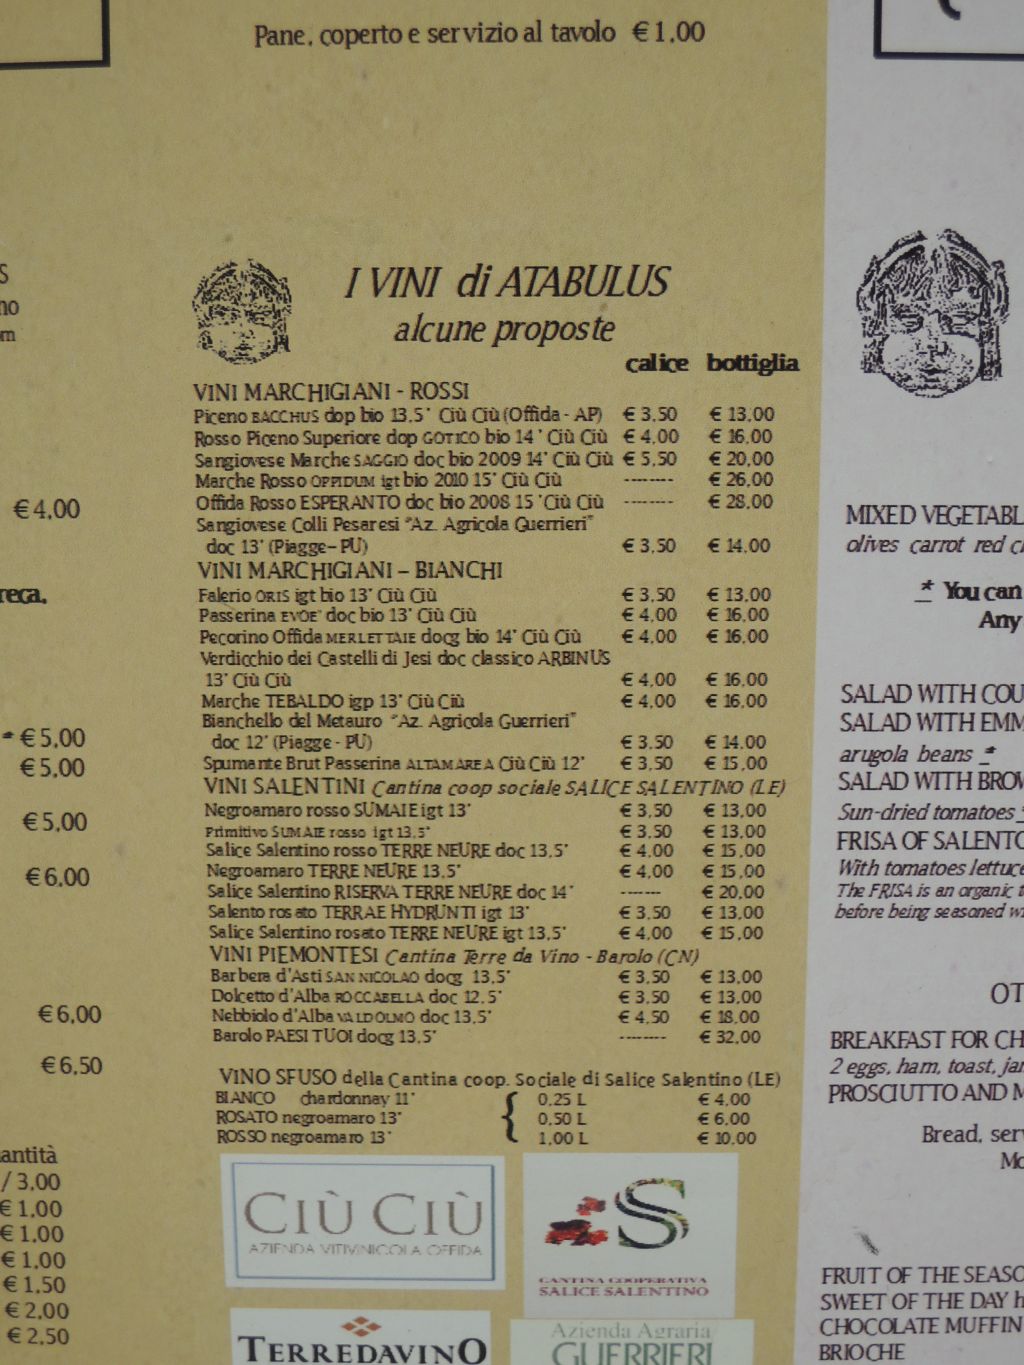 Pane, coperto e servizio al tavolo € 1.00
I VINI di ATABULUS
alcune proposte
calice bottiglia
VINI MARCHIGIANI - ROSSI
Piceno BACCHUS dop bio 13.5° Ciù Ciù (Offida - AP) € 3.50 € 13.00
Rosso Piceno Superiore dop GOTICO bio 14° Ciù Ciù € 4.00 € 16.00
Sangiovese Marche SAGGIO doc bio 2009 14° Ciù Ciù € 5.50 € 20.00
Marche Rosso OPPIDUM igt bio 2010 15° Ciù Ciù -------- € 26.00
Offida Rosso ESPERANTO doc bio 2008 15 °Ciù Ciù -------- € 28.00
Sangiovese Colli Pesaresi "Az. Agricola Guerrieri"
doc 13° (Piagge– PU) € 3.50 € 14.00
VINI MARCHIGIANI – BIANCHI
Falerio ORIS igt bio 13° Ciù Ciù € 3.50 € 13.00
Passerina EVOE' doc bio 13° Ciù Ciù € 4.00 € 16.00
Pecorino Offida MERLETTAIE docg bio 14° Ciù Ciù € 4.00 € 16.00
Verdicchio dei Castelli di Jesi doc classico ARBINUS
13° Ciù Ciù € 4.00 € 16.00
Marche TEBALDO igp 13° Ciù Ciù € 4.00 € 16.00
Bianchello del Metauro "Az. Agricola Guerrieri"
doc 12° (Piagge - PU) € 3.50 € 14.00
Spumante Brut Passerina ALTAMAREA Ciù Ciù 12° € 3.50 € 15.00
VINI SALENTINI Cantina coop sociale SALICE SALENTINO (LE)
Negroamaro rosso SUMAIE igt 13° € 3.50 € 13.00
Primitivo SUMAIE rosso igt 13.5° € 3.50 € 13.00
Salice Salentino rosso TERRE NEURE doc 13.5° € 4.00 € 15.00
Negroamaro TERRE NEURE 13.5° € 4.00 € 15.00
Salice Salentino RISERVA TERRE NEURE doc 14° ------ € 20.00
Salento rosato TERRAE HYDRUNTI igt 13° € 3.50 € 13.00
Salice Salentino rosato TERRE NEURE igt 13.5° € 4.00 € 15.00
VINI PIEMONTESI Cantina Terre da Vino - Barolo (CN)
Barbera d'Asti SAN NICOLAO docg 13.5° € 3.50 € 13.00
Dolcetto d'Alba ROCCABELLA doc 12.5° € 3.50 € 13.00
Nebbiolo d'Alba VALDOLMO doc 13.5° € 4.50 € 18.00
Barolo PAESI TUOI docg 13.5° -------- € 32.00
VINO SFUSO della Cantina coop. Sociale di Salice Salentino (LE)
BIANCO chardonnay 11° { 0.25 L € 4.00
ROSATO negroamaro 13° 0.50 L € 6.00
ROSSO negroamaro 13° 1.00 L € 10.00
CIÙ CIÙ
AZIENDA VITIVINICOLA OFFIDA
S
CANTINA COOPERATIVA
SALICE SALENTINO
TERREDAVINO
Azienda Agraria
GUERRIERI
€ 4.00
reca.
* € 5.00
€ 5.00
€ 5.00
€ 6.00
€ 6.00
€ 6.50
antità
/ 3.00
€ 1.00
€ 1.00
€ 1.00
€ 1.50
€ 2.00
€ 2.50
MIXED VEGETABL
olives carrot red c
* You can
Any
SALAD WITH COU
SALAD WITH EMM
arugola beans *
SALAD WITH BROW
Sun-dried tomatoes
FRISA OF SALENTO
With tomatoes lettuce
The FRISA is an organic t
before being seasoned w
OT
BREAKFAST FOR CH
2 eggs, ham, toast, ja
PROSCIUTTO AND M
Bread, serv
Mo
FRUIT OF THE SEASO
SWEET OF THE DAY h
CHOCOLATE MUFFIN
BRIOCHE